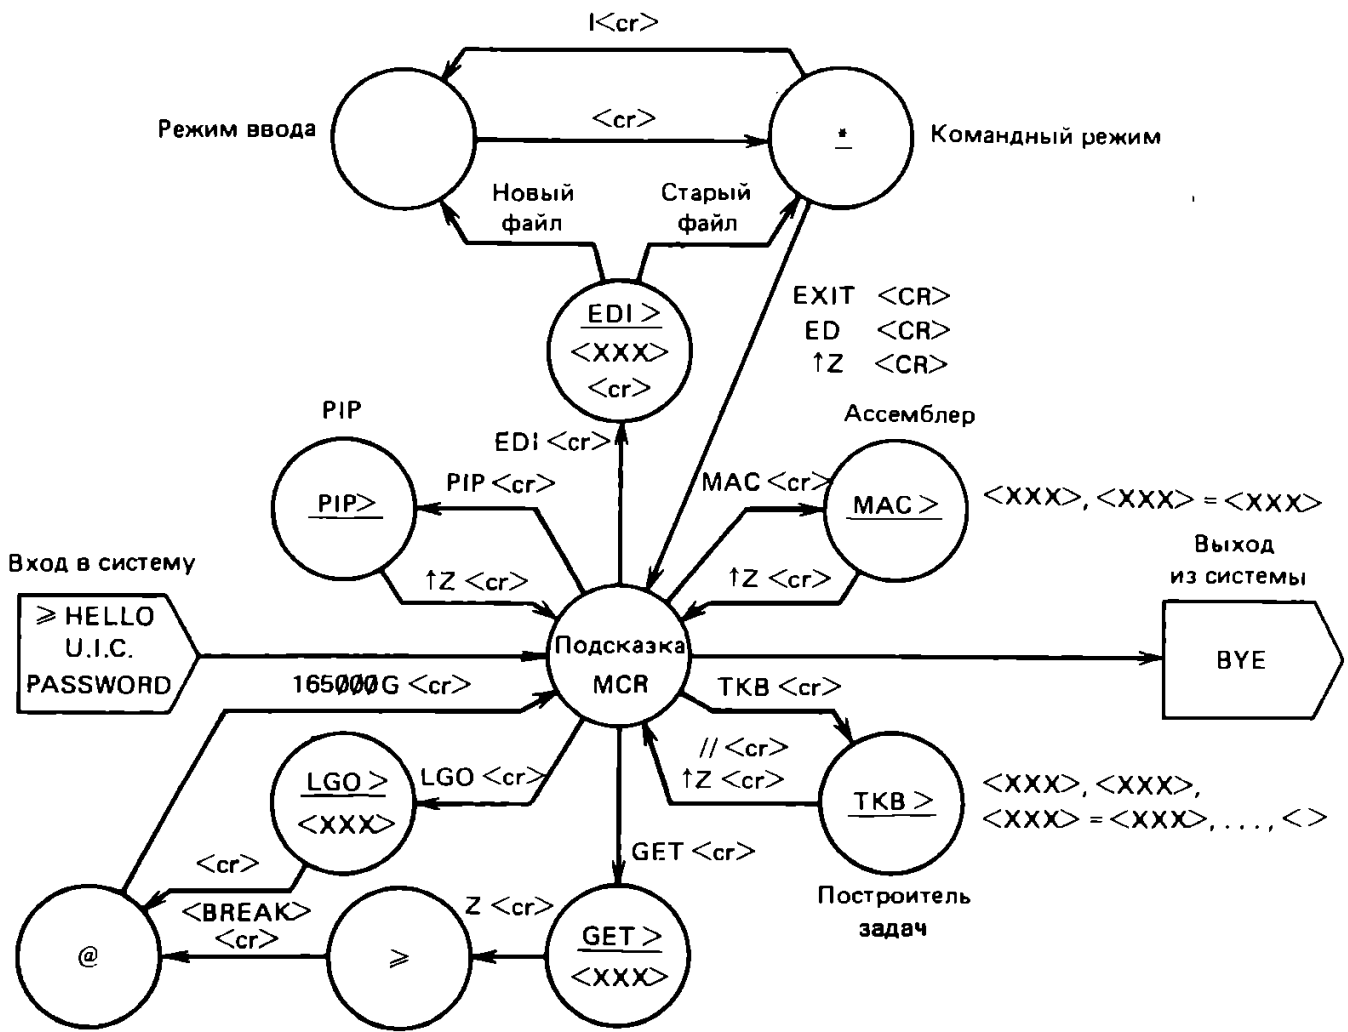 I<cr>
Режим ввода
<cr>
*
Командный режим
Новый
файл
Старый
файл
EDI >
<XXX>
<cr>
EXIT <CR>
ED <CR>
↑Z <CR>
PIP
EDI <cr>
Ассемблер
PIP>
PIP <cr>
MAC <cr>
MAC >
<XXX>, <XXX> = <XXX>
Вход в систему
↑Z <cr>
↑Z <cr>
Выход
из системы
⩾ HELLO
U.I.C.
PASSWORD
Подсказка
MCR
BYE
165000G <cr>
TKB <cr>
LGO >
<XXX>
LGO <cr>
// <cr>
↑Z <cr>
TKB >
<XXX>, <XXX>,
<XXX> = <XXX>, . . . , < >
GET <cr>
<cr>
Построитель
задач
<BREAK>
<cr>
Z <cr>
@
⩾
GET >
<XXX>